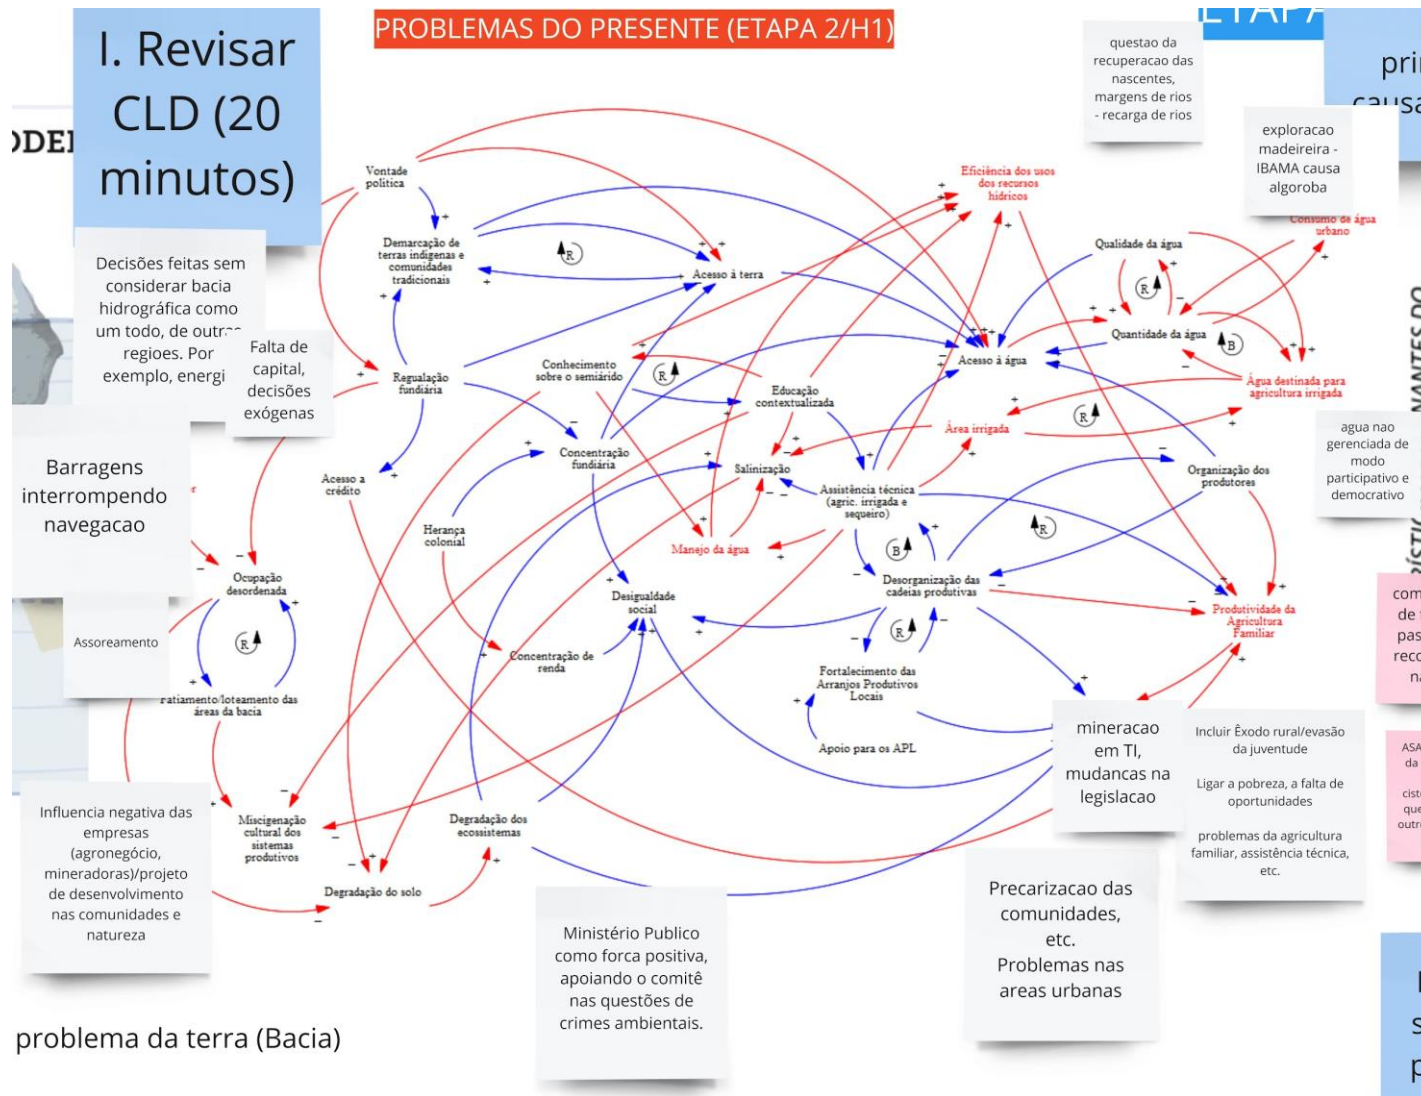 I. Revisar
CLD (20
minutos)
PROBLEMAS DO PRESENTE (ETAPA 2/H1)
ETAPA
questao da
recuperacao das
nascentes,
margens de rios
- recarga de rios
exploracao
madeireira -
IBAMA causa
algoroba
Decisões feitas sem
considerar bacia
hidrográfica como
um todo, de outras
regioes. Por
exemplo, energi
Falta de
capital,
decisões
exógenas
Barragens
interrompendo
navegacao
Assoreamento
Influencia negativa das
empresas
(agronegócio,
mineradoras)/projeto
de desenvolvimento
nas comunidades e
natureza
problema da terra (Bacia)
Vontade
politica
Demarcação de
terras indígenas e
comunidades
tradicionais
Acesso à terra
Regualação
fundiária
Conhecimento
sobre o semiárido
Educação
contextualizada
Concentração
fundiária
Salinização
Assistência técnica
(agric. irrigada e
sequeiro)
Acesso a
crédito
Herança
colonial
Manejo da água
Ocupação
desordenada
Desigualdade
social
Desorganização das
cadeias produtivas
Concentração de
renda
Fortalecimento das
Arranjos Produtivos
Locais
Apoio para os APL
Fatiamento/loteamento das
áreas da bacia
Miscigenação
cultural dos
sistemas
produtivos
Degradação dos
ecossistemas
Degradação do solo
Eficiência dos usos
dos recursos
hídricos
Consumo de água
urbano
Qualidade da água
Quantidade da água
Acesso à água
Água destinada para
agricultura irrigada
Área irrigada
Organização dos
produtores
Produtividade da
Agricultura
Familiar
agua nao
gerenciada de
modo
participativo e
democrativo
mineracao
em TI,
mudancas na
legislacao
Incluir Êxodo rural/evasão
da juventude
Ligar a pobreza, a falta de
oportunidades
problemas da agricultura
familiar, assistência técnica,
etc.
Precarizacao das
comunidades,
etc.
Problemas nas
areas urbanas
Ministério Publico
como forca positiva,
apoiando o comitê
nas questões de
crimes ambientais.